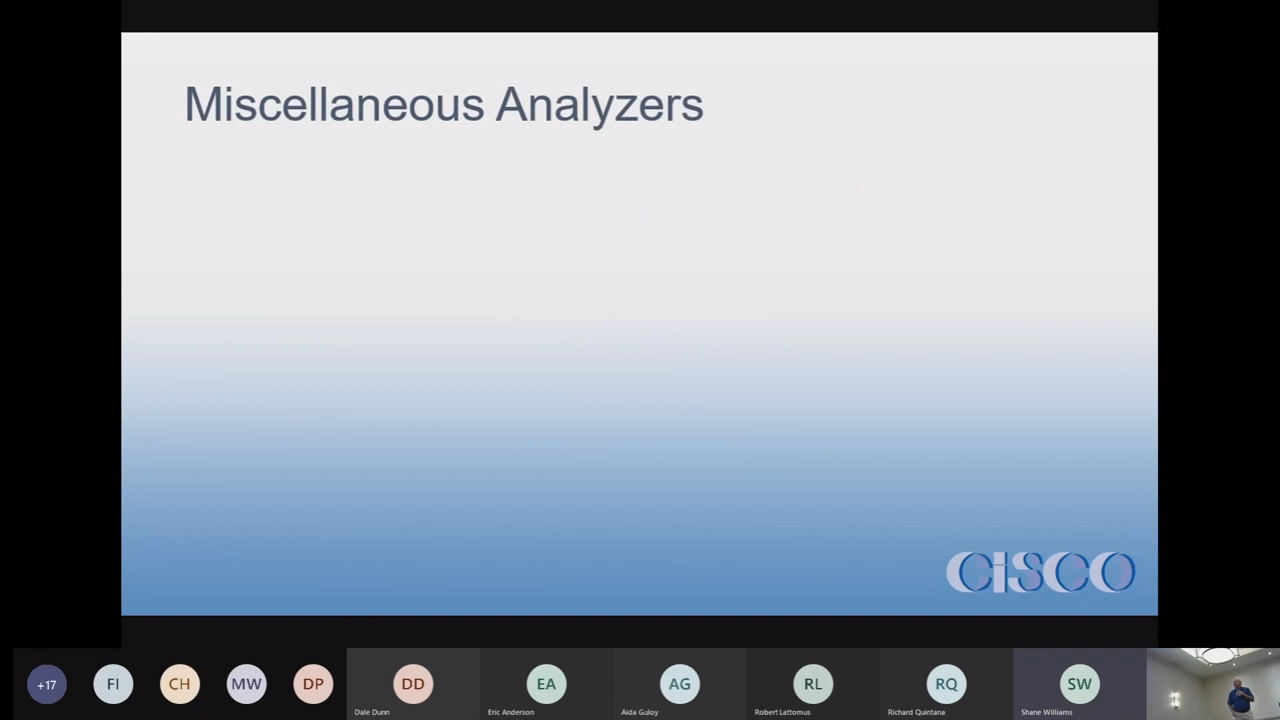 Miscellaneous Analyzers
CISCO
+17
FI
CH
MW
DP
DD
EA
AG
RL
RQ
SW
Dale Dunn
Eric Anderson
Aida Guloy
Robert Lattomus
Richard Quintana
Shane Williams